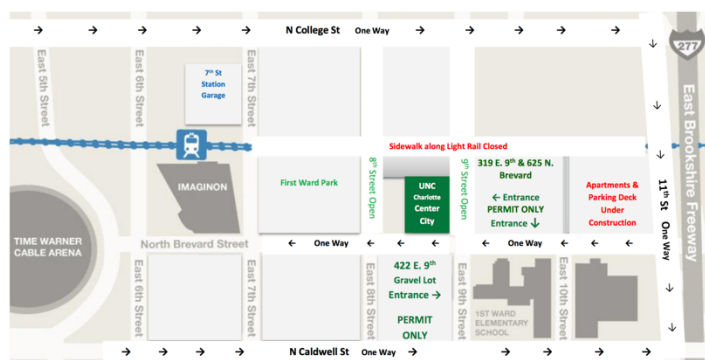 N College St One Way
277
East 5th Street
East 6th Street
East 7th Street
7th St
Station
Garage
East Brookshire Freeway
Sidewalk along Light Rail Closed
IMAGINON
First Ward Park
8th Street Open
UNC
Charlotte
Center
City
9th Street Open
319 E. 9th & 625 N.
Brevard
← Entrance
PERMIT ONLY
Entrance ↓
Apartments &
Parking Deck
Under
Construction
11th St One Way
TIME WARNER
CABLE ARENA
North Brevard Street
← One Way ← ← ← ← One Way ← ←
East 6th Street
East 7th Street
East 8th Street
422 E. 9th
Gravel Lot
Entrance →
PERMIT
ONLY
East 9th Street
1ST WARD
ELEMENTARY
SCHOOL
East 10th Street
N Caldwell St One Way